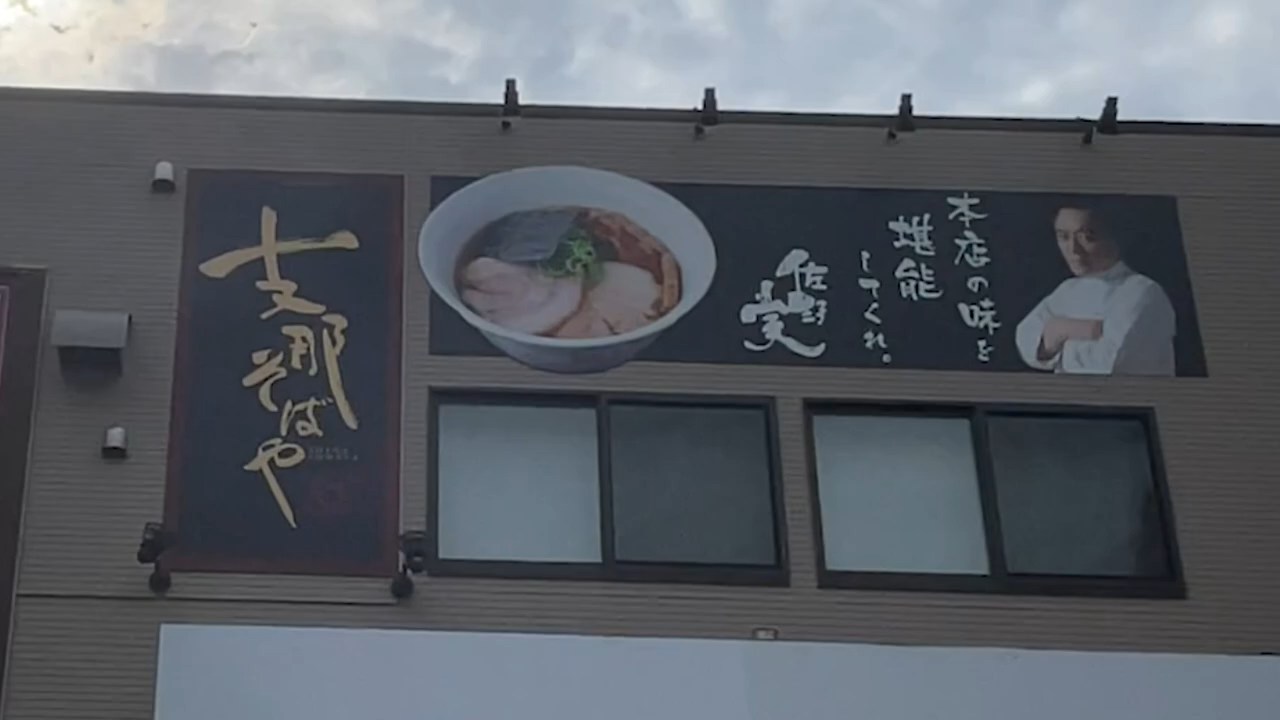 支那そばや
本店の味を
堪能
してくれ。
佐野実